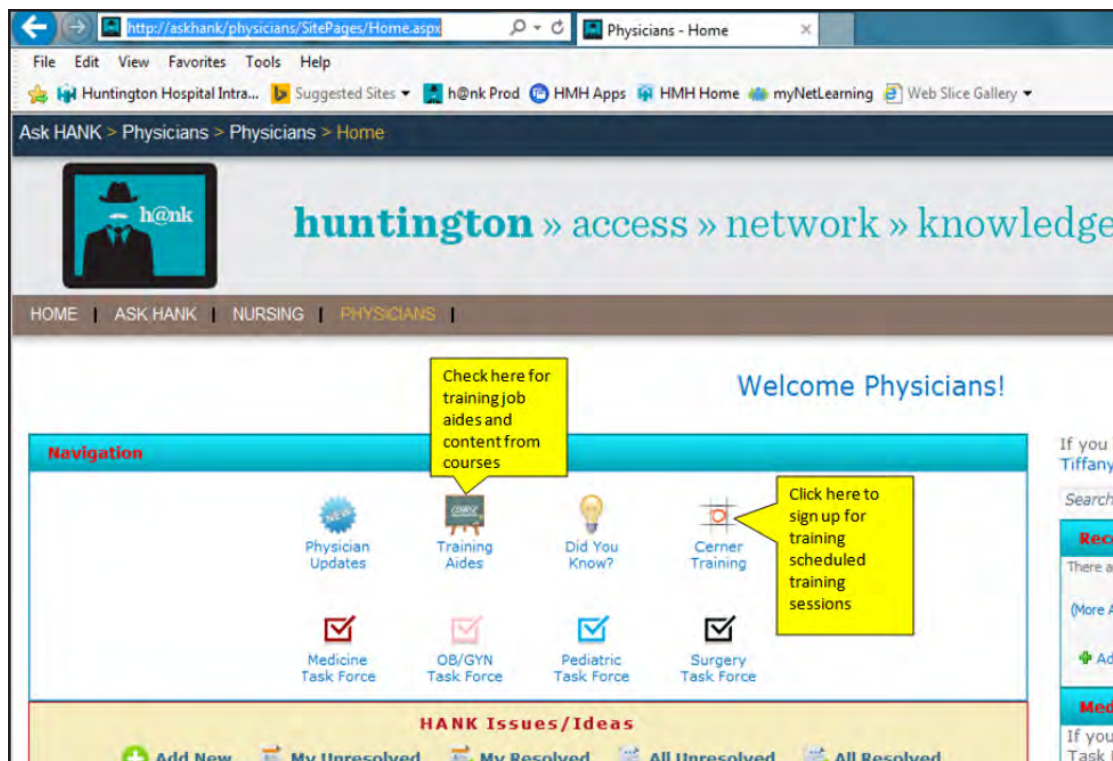 http://askhank/physicians/SitePages/Home.aspx
Physicians - Home
File Edit View Favorites Tools Help
Huntington Hospital Intra... Suggested Sites h@nk Prod HMH Apps HMH Home myNetLearning Web Slice Gallery
Ask HANK > Physicians > Physicians > Home
h@nk
huntington » access » network » knowledge
HOME | ASK HANK | NURSING | PHYSICIANS |
Check here for
training job
aides and
content from
courses
Welcome Physicians!
Navigation
If you
Tiffany
Search
Click here to
sign up for
training
scheduled
training
sessions
NEW
Physician
Updates
Training
Aides
Did You
Know?
Cerner
Training
Rec
There a
(More A
Medicine
Task Force
OB/GYN
Task Force
Pediatric
Task Force
Surgery
Task Force
Ad
HANK Issues/Ideas
Add New My Unresolved My Resolved All Unresolved All Resolved
Med
If you
Task